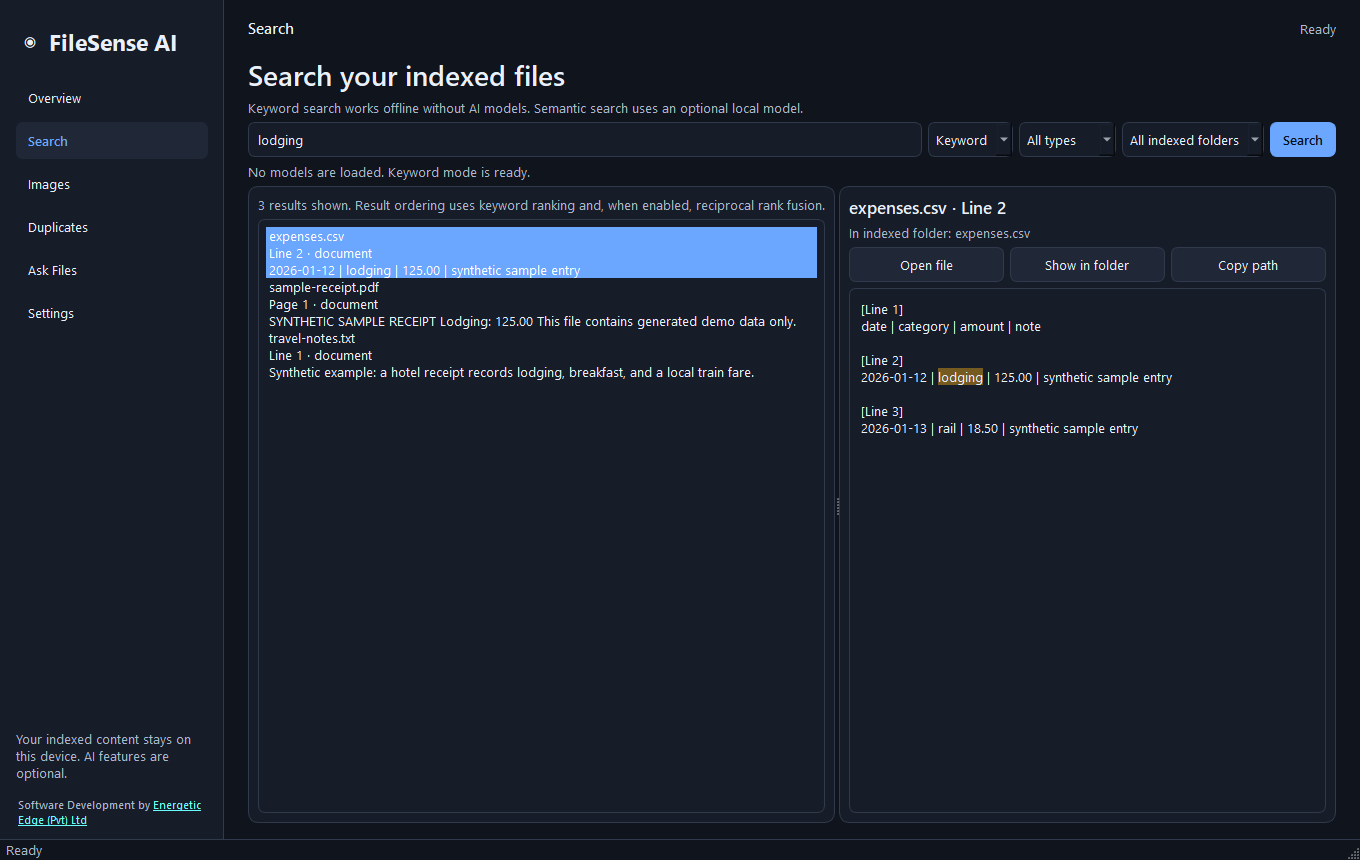 FileSense AI
Overview
Search
Images
Duplicates
Ask Files
Settings
Your indexed content stays on
this device. AI features are
optional.
Software Development by Energetic
Edge (Pvt) Ltd
Search
Ready
Search your indexed files
Keyword search works offline without AI models. Semantic search uses an optional local model.
lodging
Keyword
All types
All indexed folders
Search
No models are loaded. Keyword mode is ready.
3 results shown. Result ordering uses keyword ranking and, when enabled, reciprocal rank fusion.
expenses.csv
Line 2 · document
2026-01-12 | lodging | 125.00 | synthetic sample entry
sample-receipt.pdf
Page 1 · document
SYNTHETIC SAMPLE RECEIPT Lodging: 125.00 This file contains generated demo data only.
travel-notes.txt
Line 1 · document
Synthetic example: a hotel receipt records lodging, breakfast, and a local train fare.
expenses.csv · Line 2
In indexed folder: expenses.csv
Open file
Show in folder
Copy path
[Line 1]
date | category | amount | note
[Line 2]
2026-01-12 | lodging | 125.00 | synthetic sample entry
[Line 3]
2026-01-13 | rail | 18.50 | synthetic sample entry
Ready